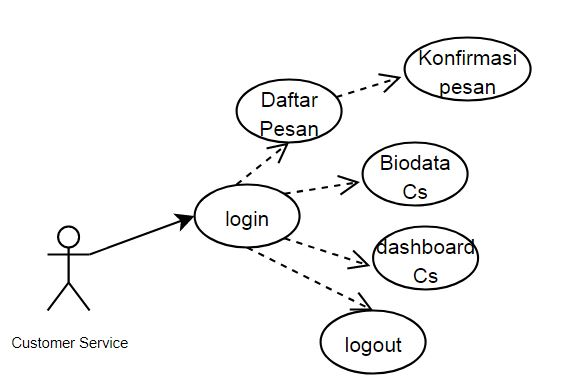 Konfirmasi
pesan
Daftar
Pesan
Biodata
Cs
login
dashboard
Cs
Customer Service
logout